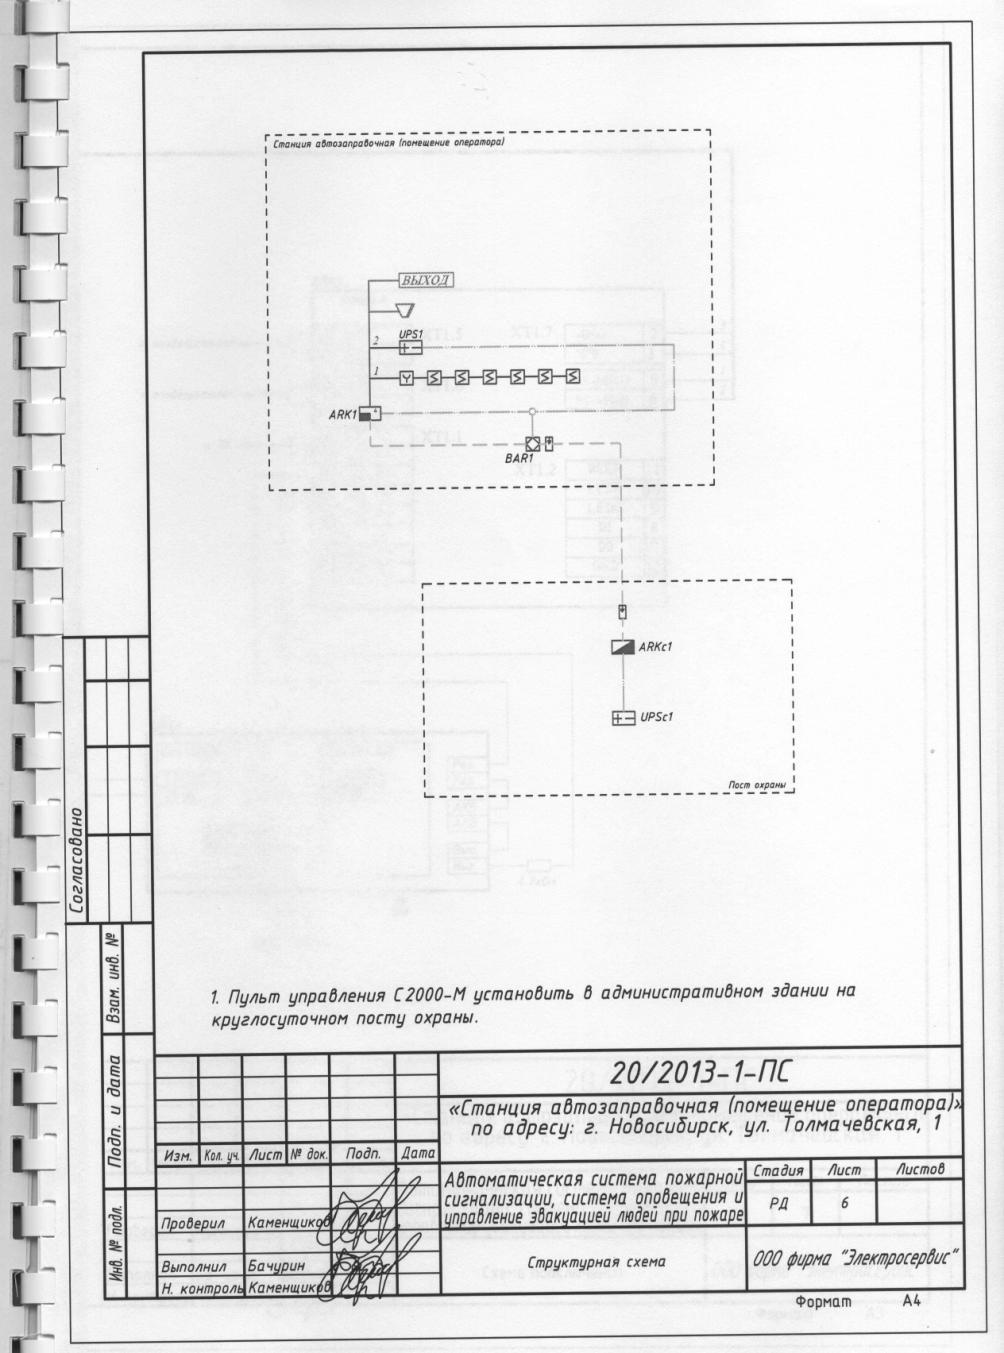 Станция автозаправочная (помещение оператора)
ВЫХОД
UPS1
2
1
ARK1
BAR1
ARKc1
UPSc1
Пост охраны
Согласовано
Взам. инв. №
Подп. и дата
Инв. № подл.
1. Пульт управления С2000-М установить в административном здании на
круглосуточном посту охраны.
20/2013-1-ПС
«Станция автозаправочная (помещение оператора)»
по адресу: г. Новосибирск, ул. Толмачевская, 1
Изм. Кол. уч. Лист № док. Подп. Дата
Автоматическая система пожарной
сигнализации, система оповещения и
управление эвакуацией людей при пожаре
Стадия Лист Листов
РД 6
Проверил Каменщиков
Выполнил Бачурин
Н. контроль Каменщиков
Структурная схема
ООО фирма "Электросервис"
Формат А4